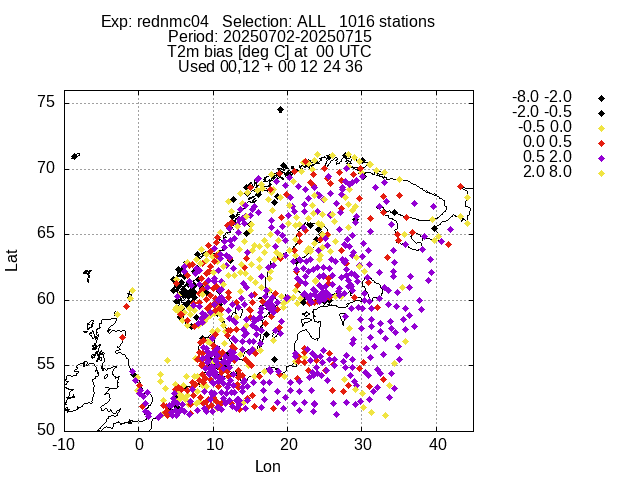 Exp: rednmc04   Selection: ALL   1016 stations
Period: 20250702-20250715
T2m bias [deg C] at  00 UTC
Used 00,12 + 00 12 24 36
-8.0 -2.0
-2.0 -0.5
-0.5 0.0
0.0 0.5
0.5 2.0
2.0 8.0
75
70
65
60
55
50
Lat
-10 0 10 20 30 40
Lon